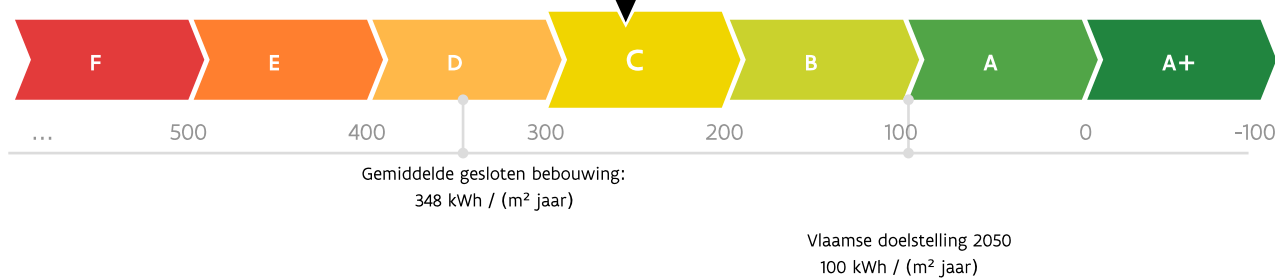 F E D C B A A+
... 500 400 300 200 100 0 -100
Gemiddelde gesloten bebouwing:
348 kWh / (m² jaar)
Vlaamse doelstelling 2050
100 kWh / (m² jaar)